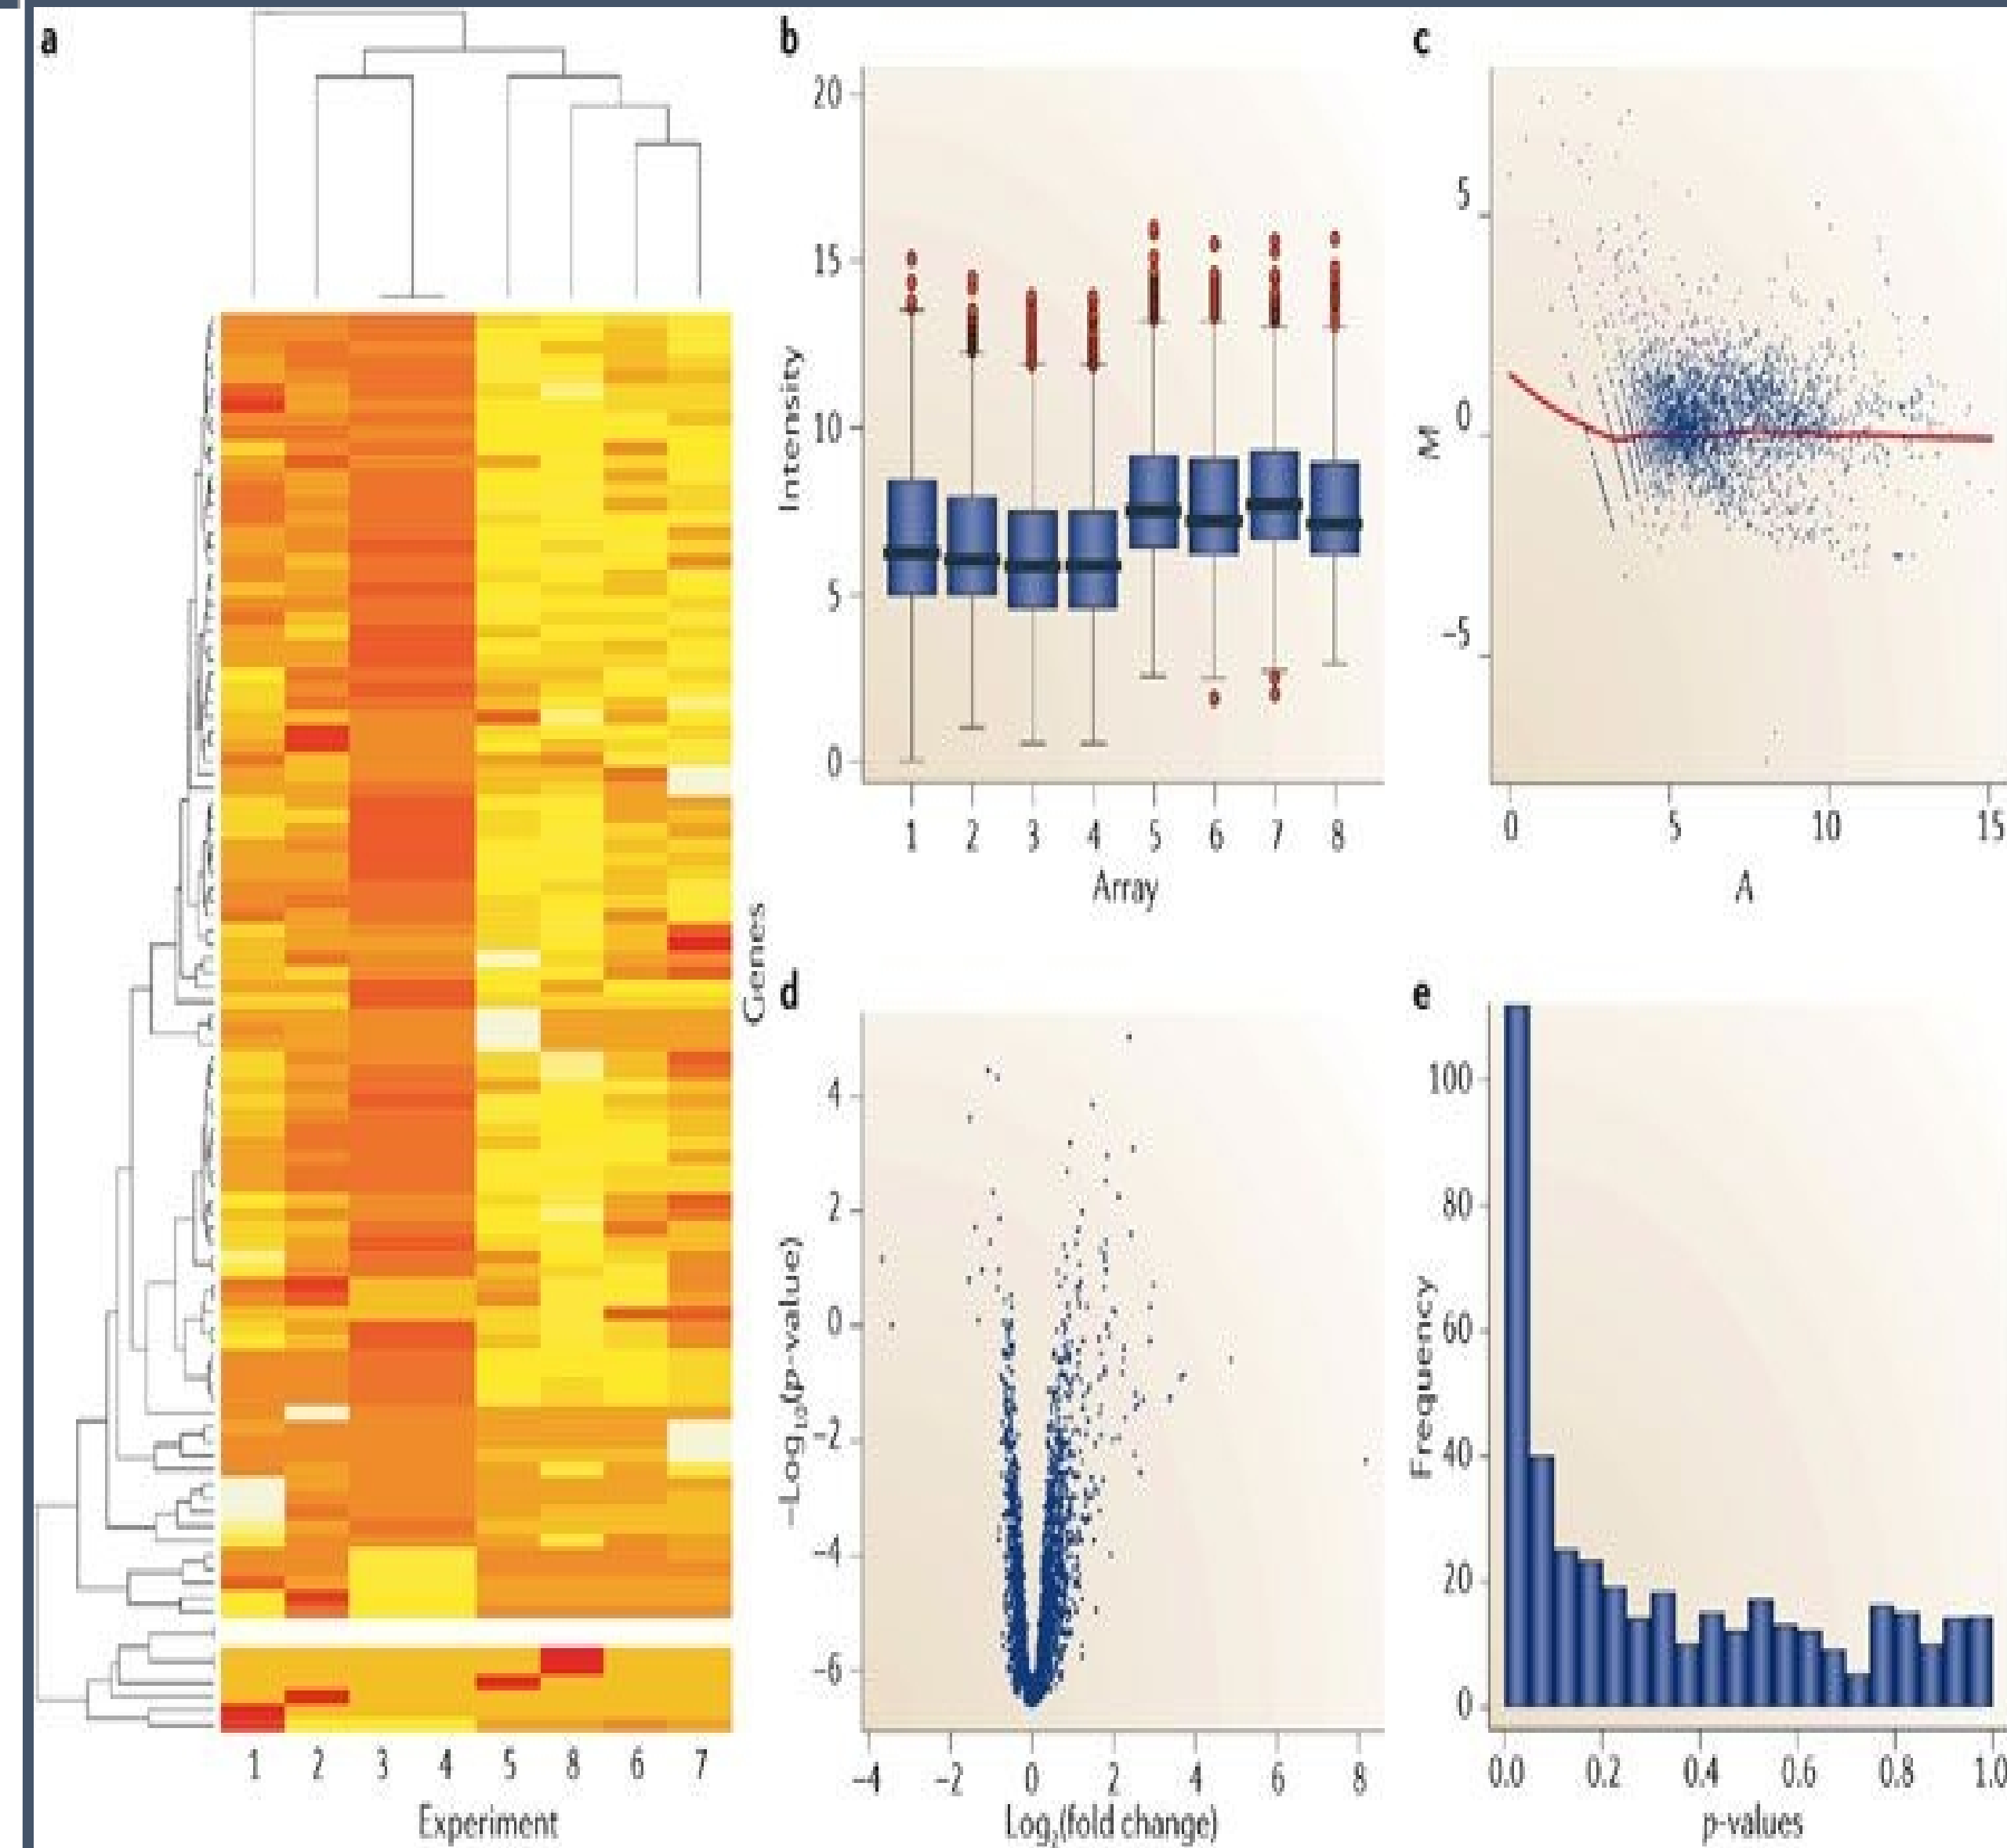 a
Genes
1 2 3 4 5 8 6 7
Experiment
b
Intensity
20
15
10
5
0
1 2 3 4 5 6 7 8
Array
c
M
5
0
−5
0 5 10 15
A
d
−Log10(p-value)
4
2
0
−2
−4
−6
−4 −2 0 2 4 6 8
Log2(fold change)
e
Frequency
100
80
60
40
20
0
0.0 0.2 0.4 0.6 0.8 1.0
p-values